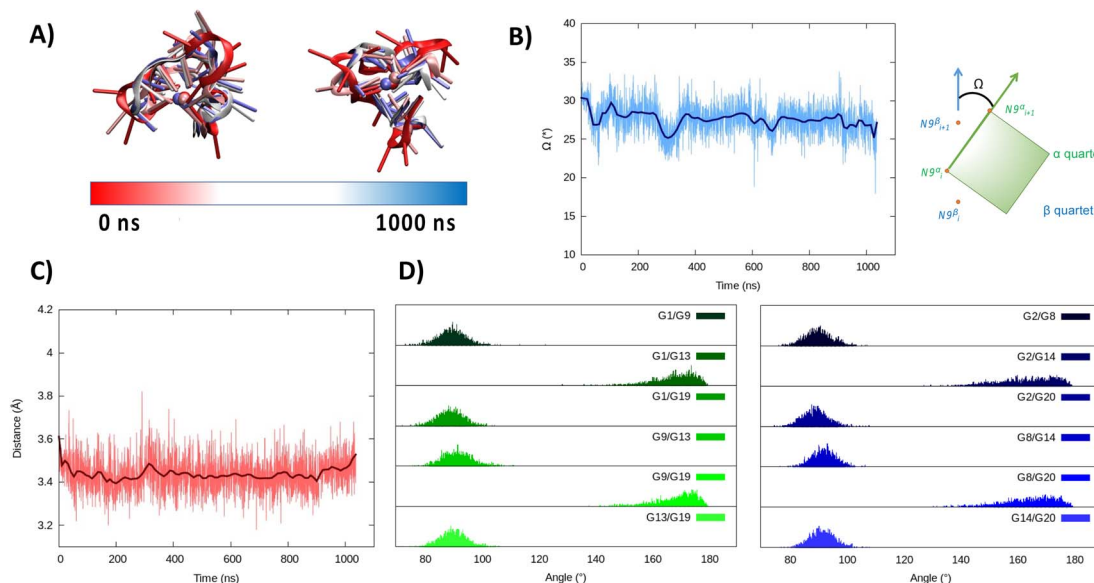 A)
0 ns
1000 ns
B)
40
35
30
25
20
15
10
Ω (°)
0
200
400
600
800
1000
Time (ns)
Ω
N9βi+1
N9αi+1
N9αi
N9βi
α quarte
β quartet
C)
4.2
4
3.8
3.6
3.4
3.2
Distance (Å)
0
200
400
600
800
1000
Time (ns)
D)
G1/G9
G1/G13
G1/G19
G9/G13
G9/G19
G13/G19
80
100
120
140
160
180
Angle (°)
G2/G8
G2/G14
G2/G20
G8/G14
G8/G20
G14/G20
80
100
120
140
160
180
Angle (°)